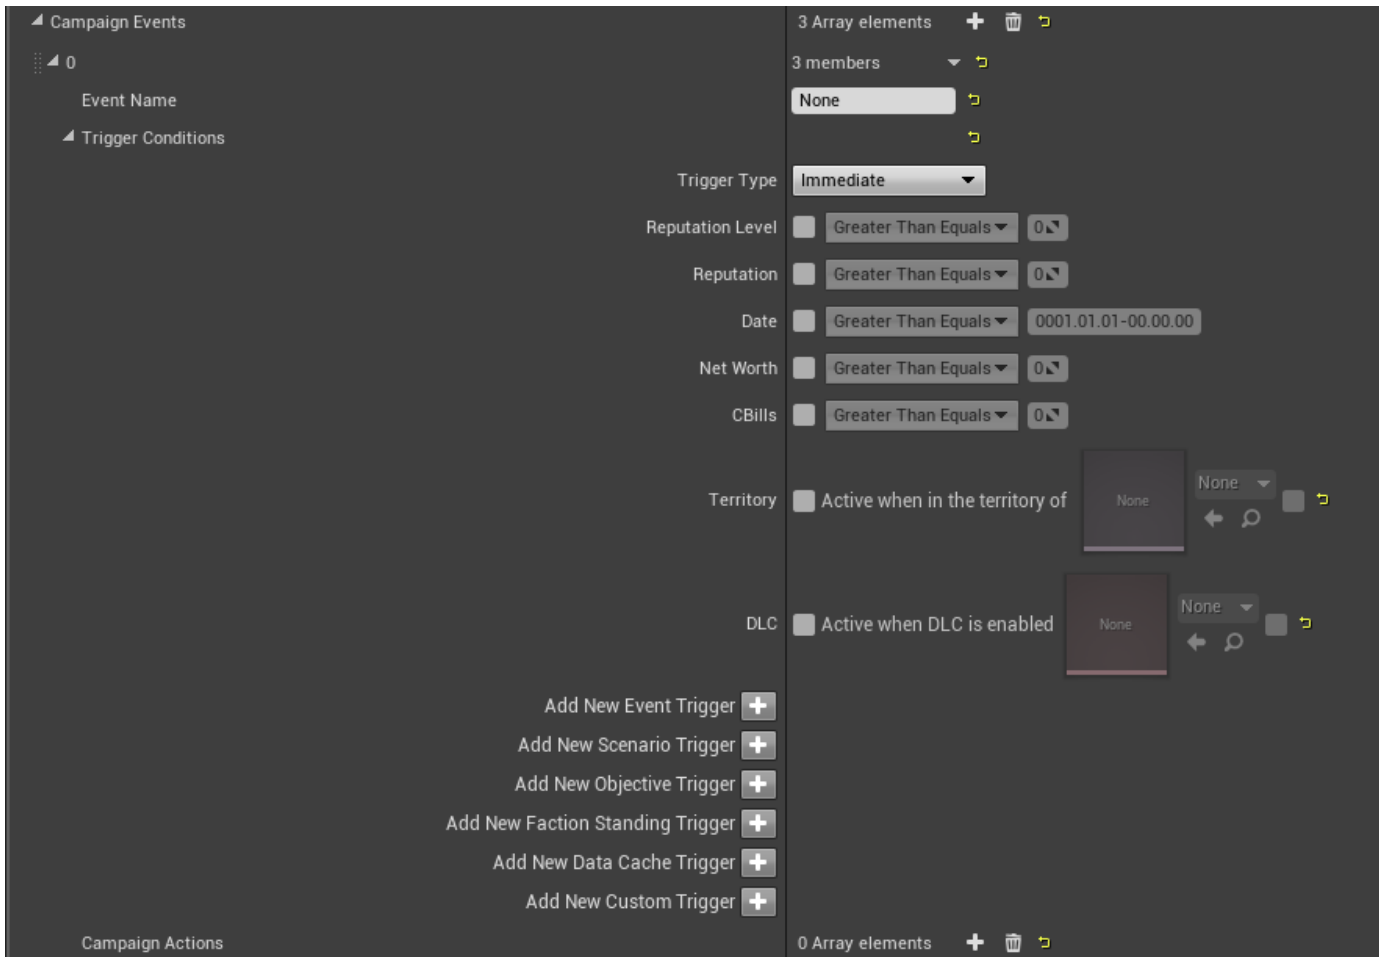 Campaign Events 3 Array elements
0 3 members
Event Name None
Trigger Conditions
Trigger Type Immediate
Reputation Level Greater Than Equals 0
Reputation Greater Than Equals 0
Date Greater Than Equals 0001.01.01-00.00.00
Net Worth Greater Than Equals 0
CBills Greater Than Equals 0
Territory Active when in the territory of None None
DLC Active when DLC is enabled None None
Add New Event Trigger
Add New Scenario Trigger
Add New Objective Trigger
Add New Faction Standing Trigger
Add New Data Cache Trigger
Add New Custom Trigger
Campaign Actions 0 Array elements